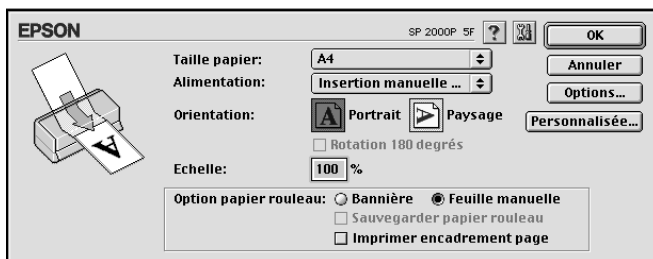 EPSON
SP 2000P 5F ? OK
Taille papier: A4
Annuler
Alimentation: Insertion manuelle ...
Options...
Orientation: A Portrait A Paysage
Personnalisée...
Rotation 180 degrés
Echelle: 100 %
Option papier rouleau: Bannière Feuille manuelle
Sauvegarder papier rouleau
Imprimer encadrement page
A